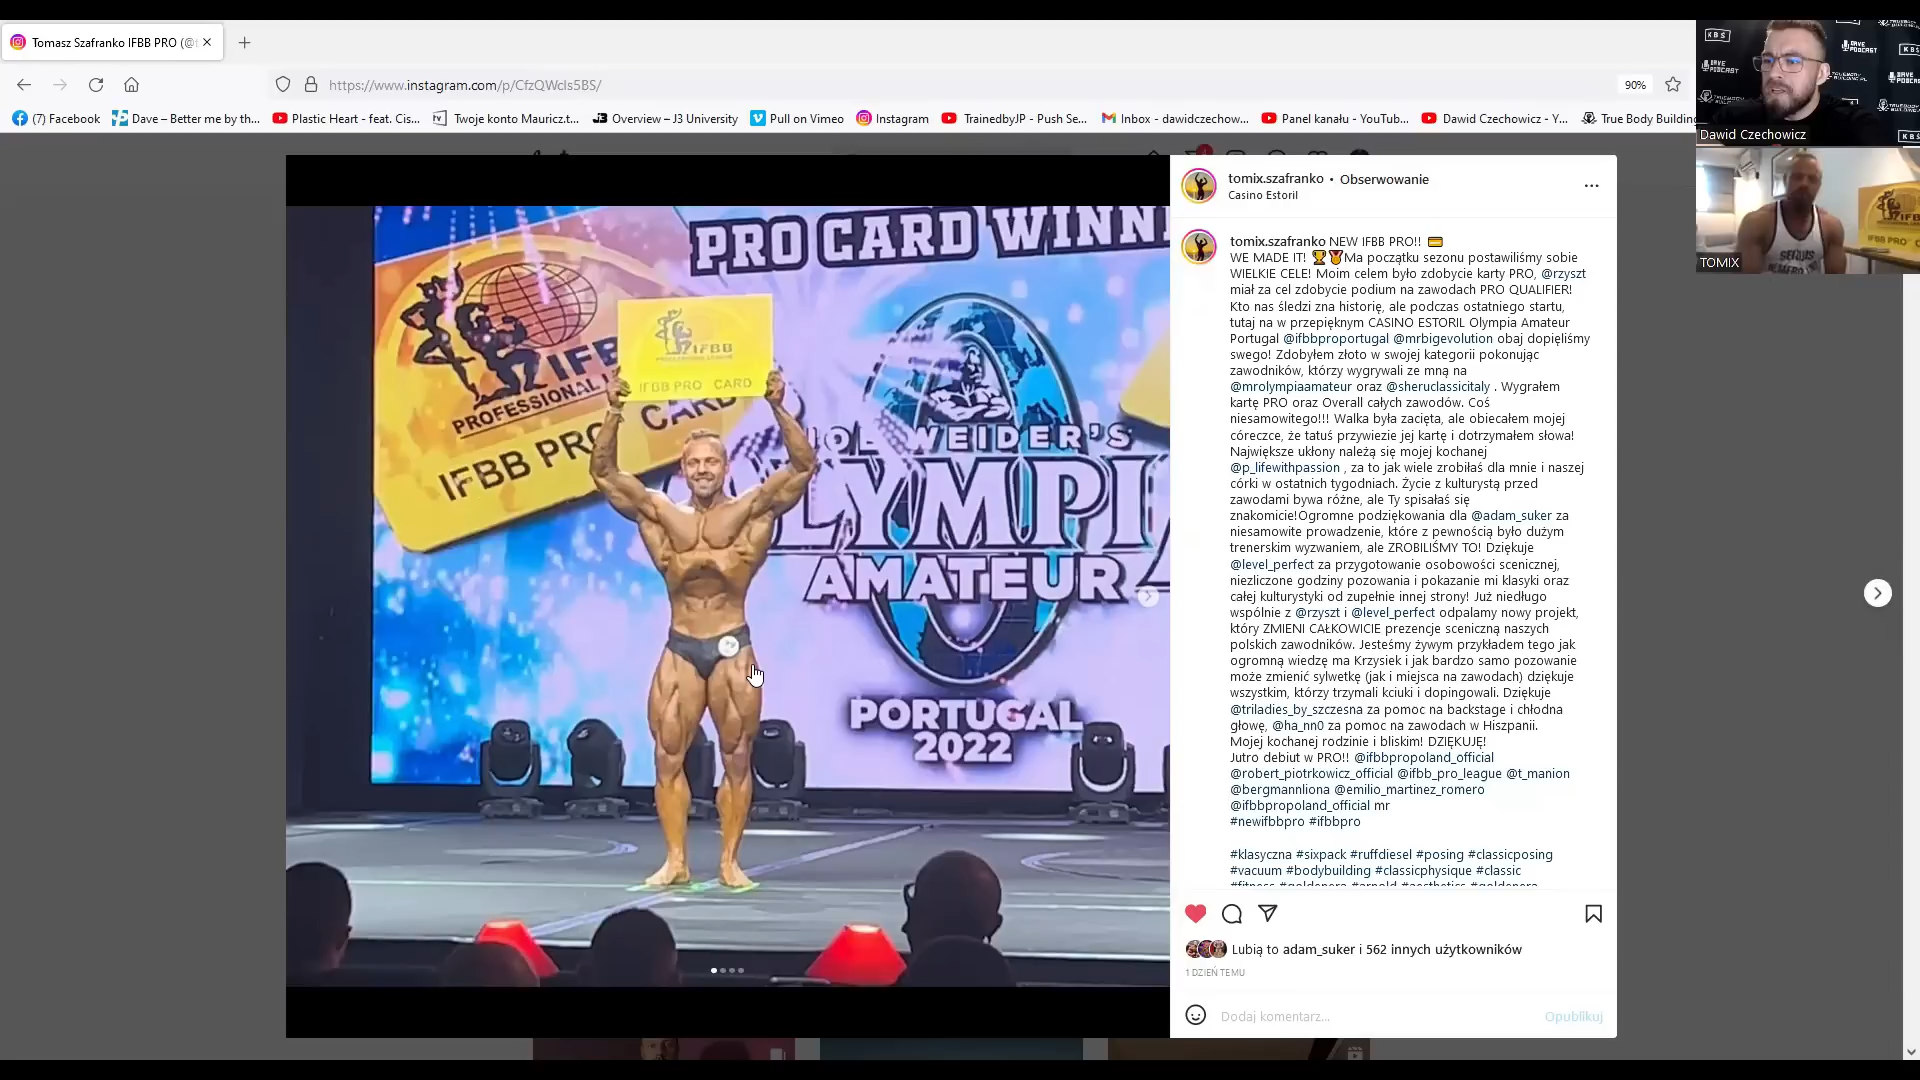 Tomasz Szafranko IFBB PRO (@t
https://www.instagram.com/p/CfzQWcIs5BS/
90%
(7) Facebook
Dave – Better me by th...
Plastic Heart - feat. Cis...
Twoje konto Mauricz.t...
Overview – J3 University
Pull on Vimeo
Instagram
TrainedbyJP - Push Se...
Inbox - dawidczechow...
Panel kanału - YouTub...
Dawid Czechowicz - Y...
True Body Building
KBS
DAVE PODCAST
Dawid Czechowicz
TOMIX
PRO CARD WINN
IFBB
PROFESSIONAL L
IFBB PRO
CARD
IFBB
IFBB PRO CARD
JOE WEIDER'S
OLYMPIA
AMATEUR
PORTUGAL
2022
tomix.szafranko • Obserwowanie
Casino Estoril
tomix.szafranko NEW IFBB PRO!! 💳
WE MADE IT! 🏆🏅Ma początku sezonu postawiliśmy sobie
WIELKIE CELE! Moim celem było zdobycie karty PRO, @rzyszt
miał za cel zdobycie podium na zawodach PRO QUALIFIER!
Kto nas śledzi zna historię, ale podczas ostatniego startu,
tutaj na w przepięknym CASINO ESTORIL Olympia Amateur
Portugal @ifbbproportugal @mrbigevolution obaj dopięliśmy
swego! Zdobyłem złoto w swojej kategorii pokonując
zawodników, którzy wygrywali ze mną na
@mrolympiaamateur oraz @sheruclassicitaly . Wygrałem
kartę PRO oraz Overall całych zawodów. Coś
niesamowitego!!! Walka była zacięta, ale obiecałem mojej
córeczce, że tatuś przywiezie jej kartę i dotrzymałem słowa!
Największe ukłony należą się mojej kochanej
@p_lifewithpassion , za to jak wiele zrobiłaś dla mnie i naszej
córki w ostatnich tygodniach. Życie z kulturystą przed
zawodami bywa różne, ale Ty spisałaś się
znakomicie!Ogromne podziękowania dla @adam_suker za
niesamowite prowadzenie, które z pewnością było dużym
trenerskim wyzwaniem, ale ZROBILIŚMY TO! Dziękuje
@level_perfect za przygotowanie osobowości scenicznej,
niezliczone godziny pozowania i pokazanie mi klasyki oraz
całej kulturystyki od zupełnie innej strony! Już niedługo
wspólnie z @rzyszt i @level_perfect odpalamy nowy projekt,
który ZMIENI CAŁKOWICIE prezencje sceniczną naszych
polskich zawodników. Jesteśmy żywym przykładem tego jak
ogromną wiedzę ma Krzysiek i jak bardzo samo pozowanie
może zmienić sylwetkę (jak i miejsca na zawodach) dziękuje
wszystkim, którzy trzymali kciuki i dopingowali. Dziękuje
@triladies_by_szczesna za pomoc na backstage i chłodna
głowę, @ha_nn0 za pomoc na zawodach w Hiszpanii.
Mojej kochanej rodzinie i bliskim! DZIĘKUJĘ!
Jutro debiut w PRO!! @ifbbpropoland_official
@robert_piotrkowicz_official @ifbb_pro_league @t_manion
@bergmannliona @emilio_martinez_romero
@ifbbpropoland_official mr
#newifbbpro #ifbbpro
#klasyczna #sixpack #ruffdiesel #posing #classicposing
#vacuum #bodybuilding #classicphysique #classic
#fitness #goldenera #arnold #aesthetics #goldenera
Lubią to adam_suker i 562 innych użytkowników
1 DZIEŃ TEMU
Dodaj komentarz...
Opublikuj